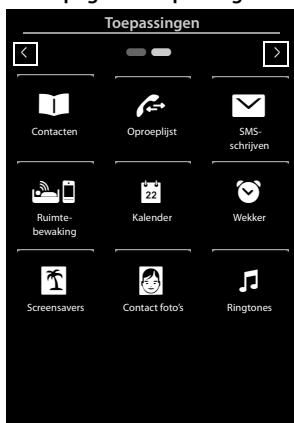 Toepassingen
Contacten
Oproeplijst
SMS-
schrijven
Ruimte-
bewaking
22
Kalender
Wekker
Screensavers
Contact foto's
Ringtones